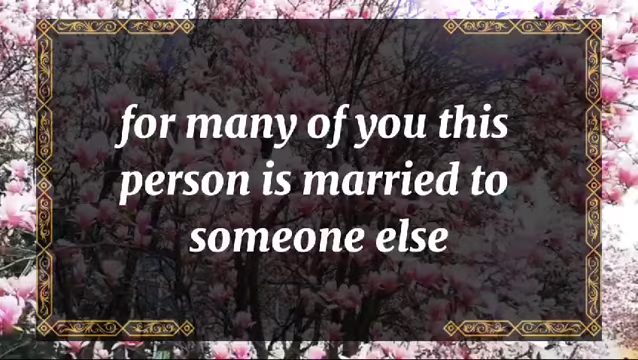 for many of you this
person is married to
someone else